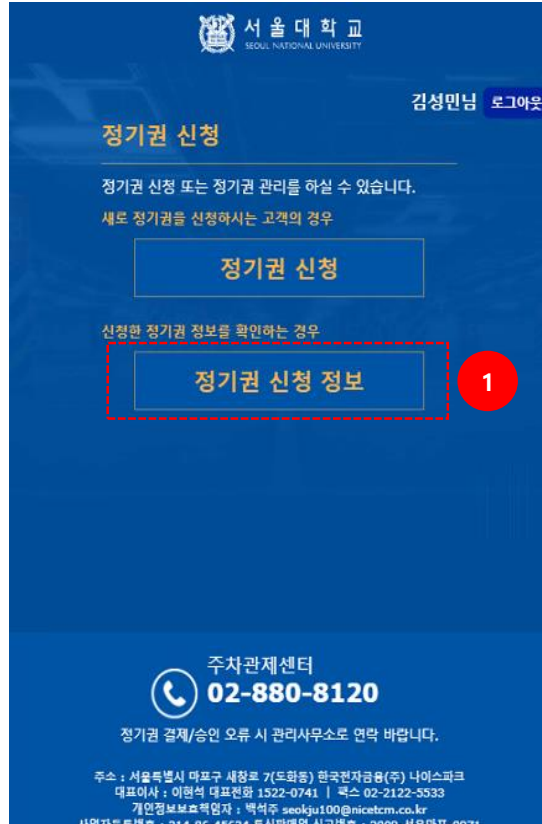 서울대학교
SEOUL NATIONAL UNIVERSITY
김성민님 로그아웃
정기권 신청
정기권 신청 또는 정기권 관리를 하실 수 있습니다.
새로 정기권을 신청하시는 고객의 경우
정기권 신청
신청한 정기권 정보를 확인하는 경우
정기권 신청 정보
1
주차관제센터
02-880-8120
정기권 결제/승인 오류 시 관리사무소로 연락 바랍니다.
주소 : 서울특별시 마포구 새창로 7(도화동) 한국전자금융(주) 나이스파크
대표이사 : 이현석 대표전화 1522-0741 | 팩스 02-2122-5533
개인정보보호책임자 : 백석주 seokju100@nicetcm.co.kr